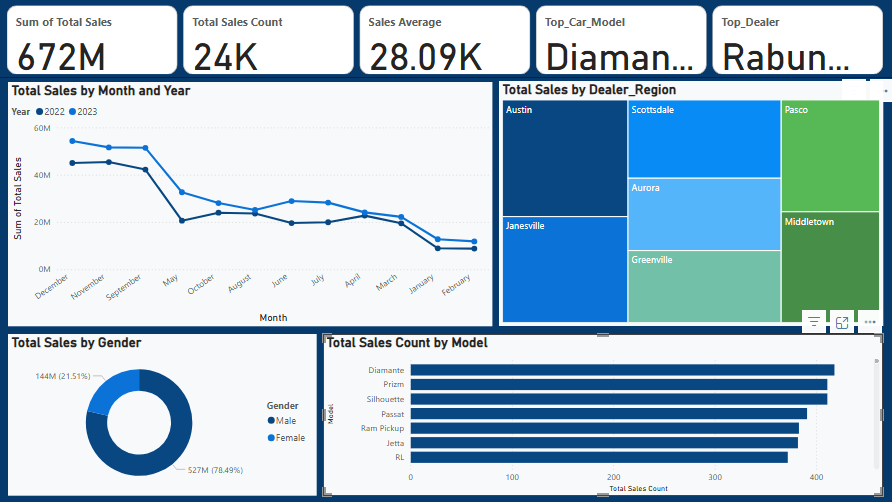 Sum of Total Sales
672M
Total Sales Count
24K
Sales Average
28.09K
Top_Car_Model
Diaman...
Top_Dealer
Rabun...
Total Sales by Month and Year
Year 2022 2023
60M
40M
20M
0M
Sum of Total Sales
December
November
September
May
October
August
June
July
April
March
January
February
Month
Total Sales by Dealer_Region
Austin
Janesville
Scottsdale
Aurora
Greenville
Pasco
Middletown
Total Sales by Gender
144M (21.51%)
527M (78.49%)
Gender
Male
Female
Total Sales Count by Model
Model
Diamante
Prizm
Silhouette
Passat
Ram Pickup
Jetta
RL
0
100
200
300
400
Total Sales Count